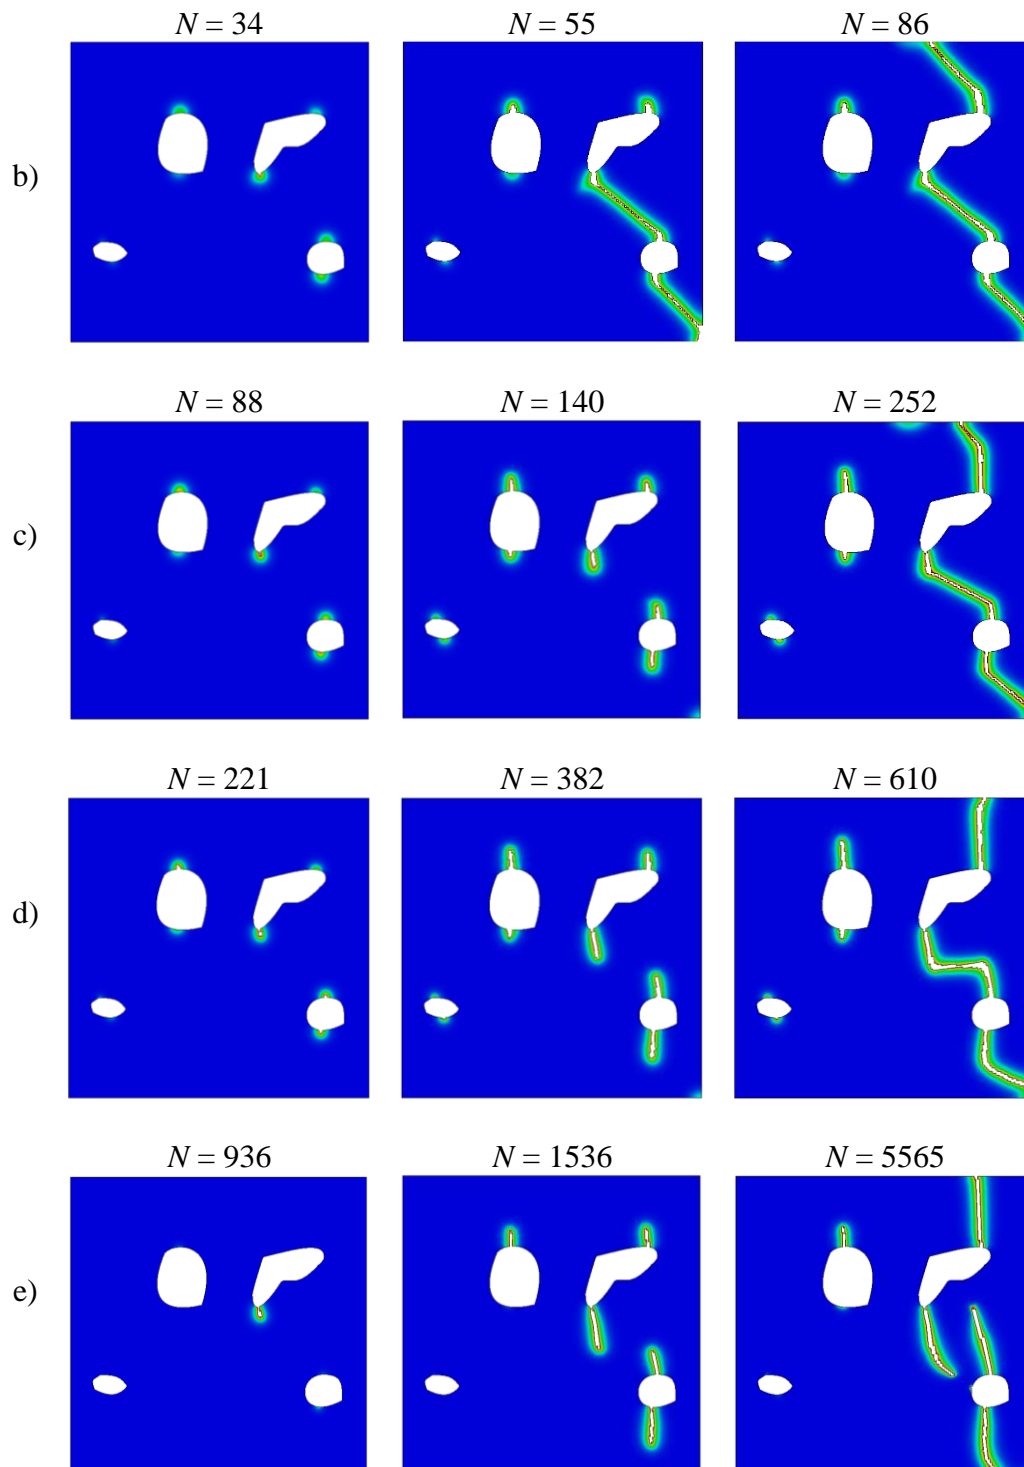 N = 34 N = 55 N = 86
b)
N = 88 N = 140 N = 252
c)
N = 221 N = 382 N = 610
d)
N = 936 N = 1536 N = 5565
e)